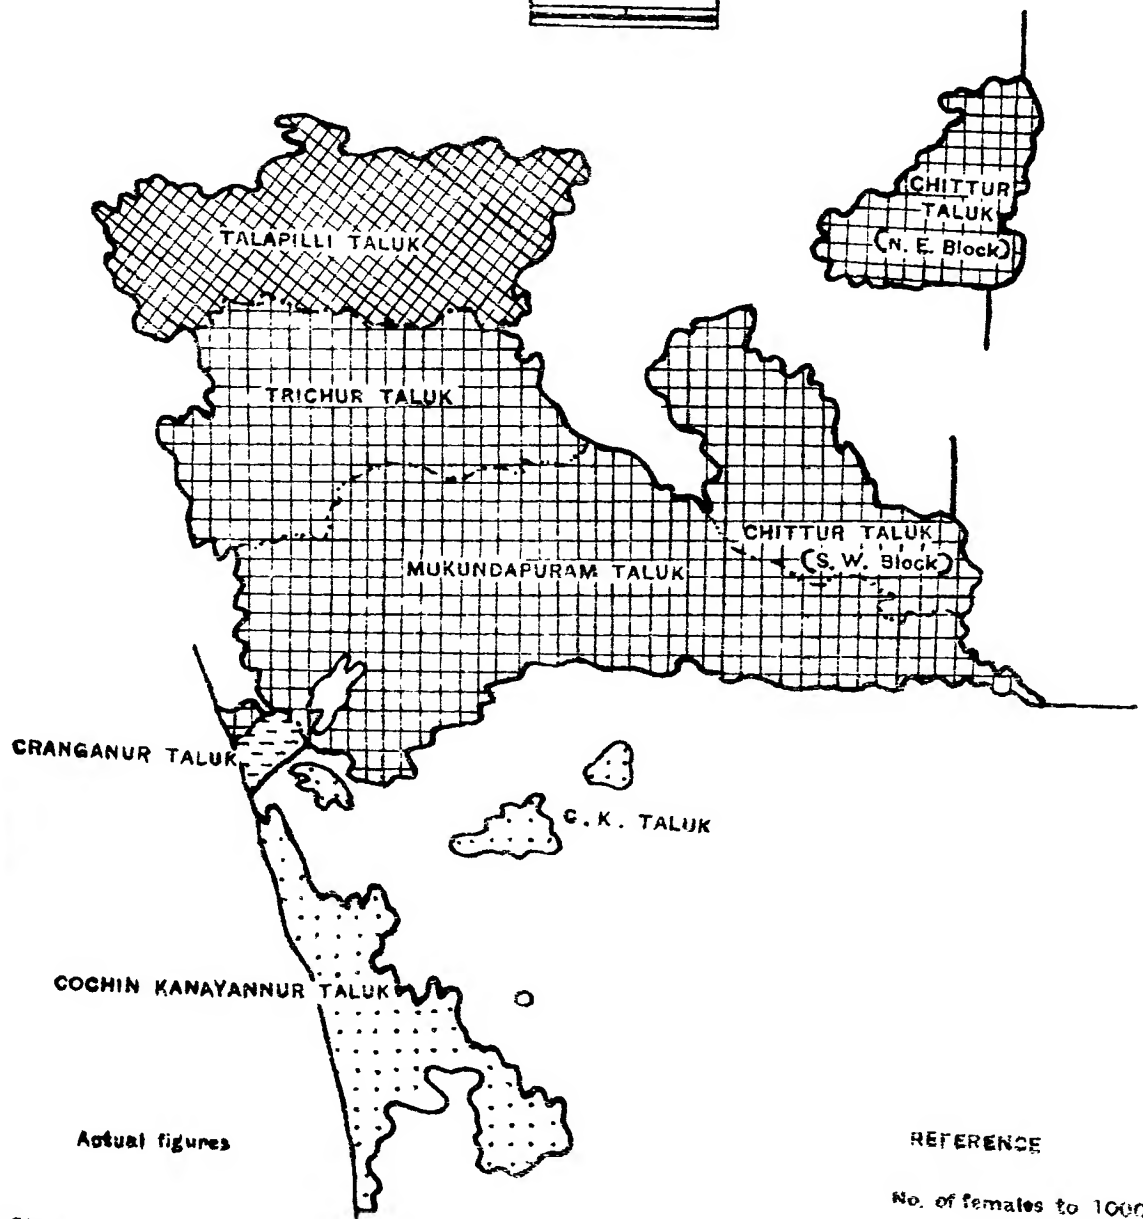 CHITTUR
TALUK
(N. E. Block)
TALAPILLI TALUK
TRICHUR TALUK
CHITTUR TALUK
(S. W. Block)
MUKUNDAPURAM TALUK
CRANGANUR TALUK
C. K. TALUK
COCHIN KANAYANNUR TALUK
Actual figures
REFERENCE
No. of females to 1000